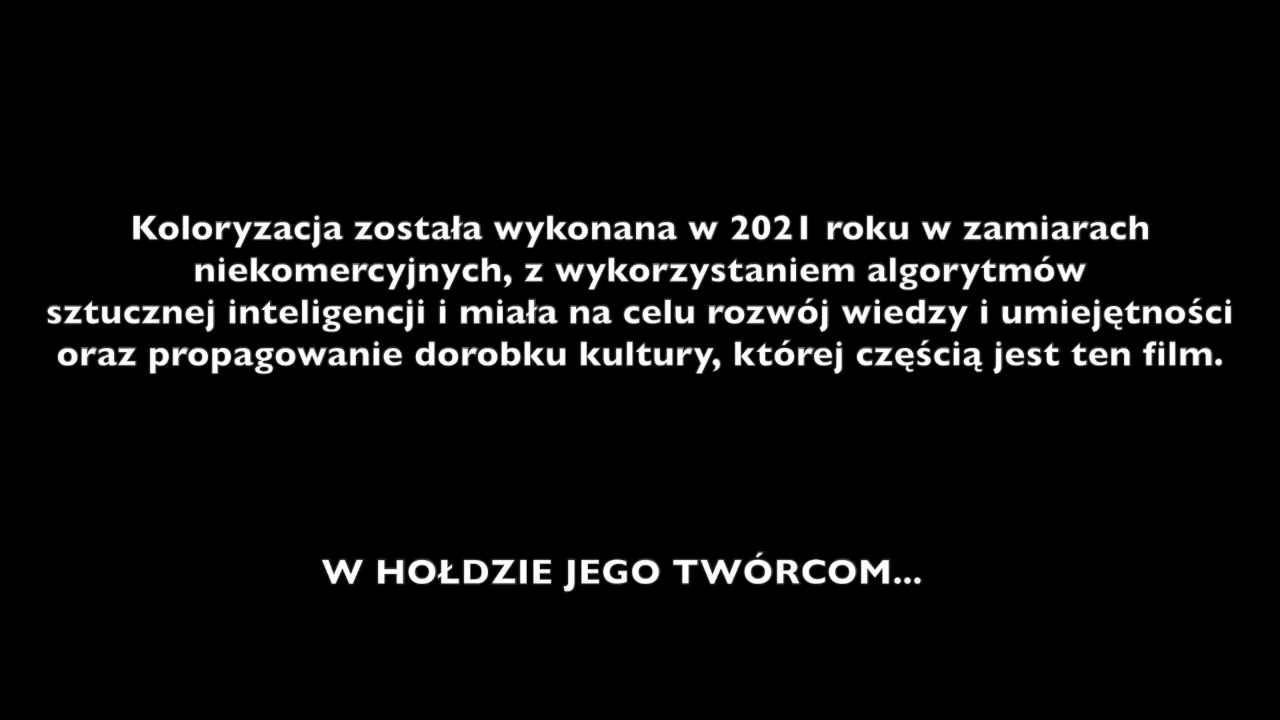 Koloryzacja została wykonana w 2021 roku w zamiarach
niekomercyjnych, z wykorzystaniem algorytmów
sztucznej inteligencji i miała na celu rozwój wiedzy i umiejętności
oraz propagowanie dorobku kultury, której częścią jest ten film.
W HOŁDZIE JEGO TWÓRCOM...